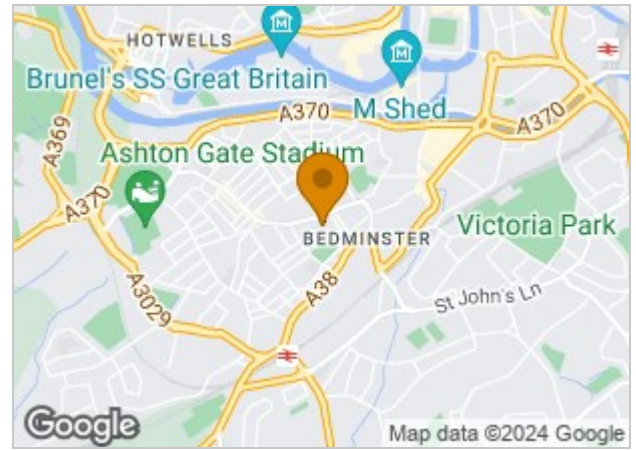 HOTWELLS
Brunel's SS Great Britain
M
M
A370
M Shed
A370
A369
Ashton Gate Stadium
A370
BEDMINSTER
Victoria Park
A3029
A38
St John's Ln
Google
Map data ©2024 Google